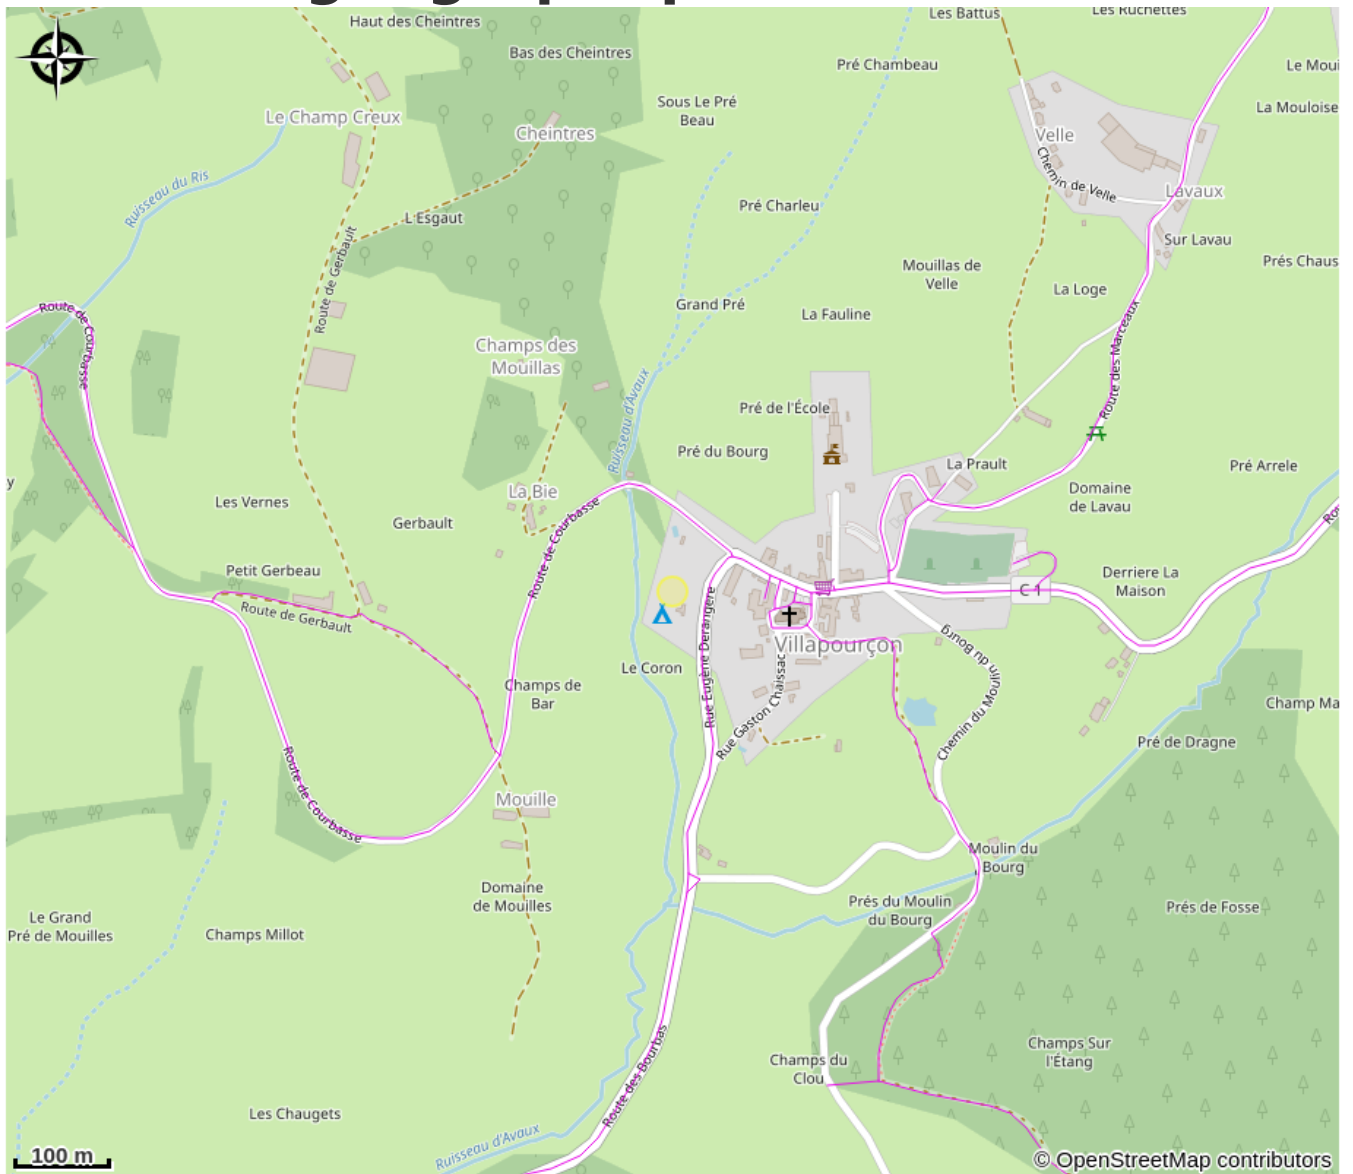 Haut des Cheintres
Les Battus
Les Ruchettes
Bas des Cheintres
Pré Chambeau
Le Moui
Sous Le Pré
Beau
La Mouloise
Le Champ Creux
Cheintres
Velle
Chemin de Velle
Lavaux
Ruisseau du Ris
L Esgaut
Pré Charleu
Sur Lavau
Route de Gerbault
Mouillas de
Velle
Prés Chaus
La Loge
Grand Pré
La Fauline
Route de Courbasse
Route des Marceaux
Champs des
Mouillas
Ruisseau d'Avaux
Pré de l'École
Pré du Bourg
La Prault
Pré Arrele
y
Les Vernes
La Bie
Domaine
de Lavau
Gerbault
Route de Courbasse
Petit Gerbeau
Derriere La
Maison
C 1
Route de Gerbault
Rue Eugène Derangère
Villapourçon
Chemin du Moulin du Bourg
Le Coron
Rue Gaston Chaissac
Champs de
Bar
Champ Ma
Pré de Dragne
Route de Courbasse
Mouille
Moulin du
Bourg
Domaine
de Mouilles
Prés du Moulin
du Bourg
Prés de Fosse
Le Grand
Pré de Mouilles
Champs Millot
Champs Sur
l'Étang
Champs du
Clou
Route des Bourbas
Les Chaugets
Ruisseau d'Avaux
100 m
© OpenStreetMap contributors